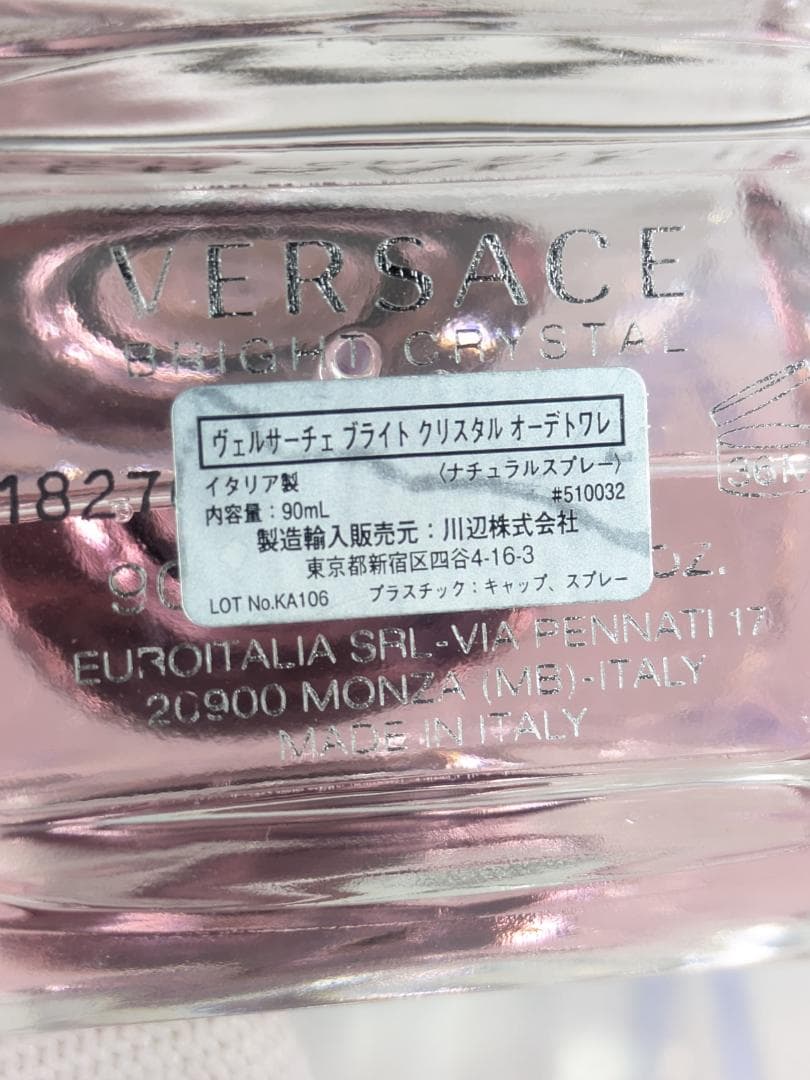 VERSACE
BRIGHT CRYSTAL
ヴェルサーチェ ブライト クリスタル オーデトワレ
イタリア製 〈ナチュラルスプレー〉
内容量：90mL #510032
製造輸入販売元：川辺株式会社
東京都新宿区四谷4-16-3
LOT No.KA106 プラスチック：キャップ、スプレー
OZ.
EUROITALIA SRL-VIA PENNATI 17
20900 MONZA (MB)-ITALY
MADE IN ITALY